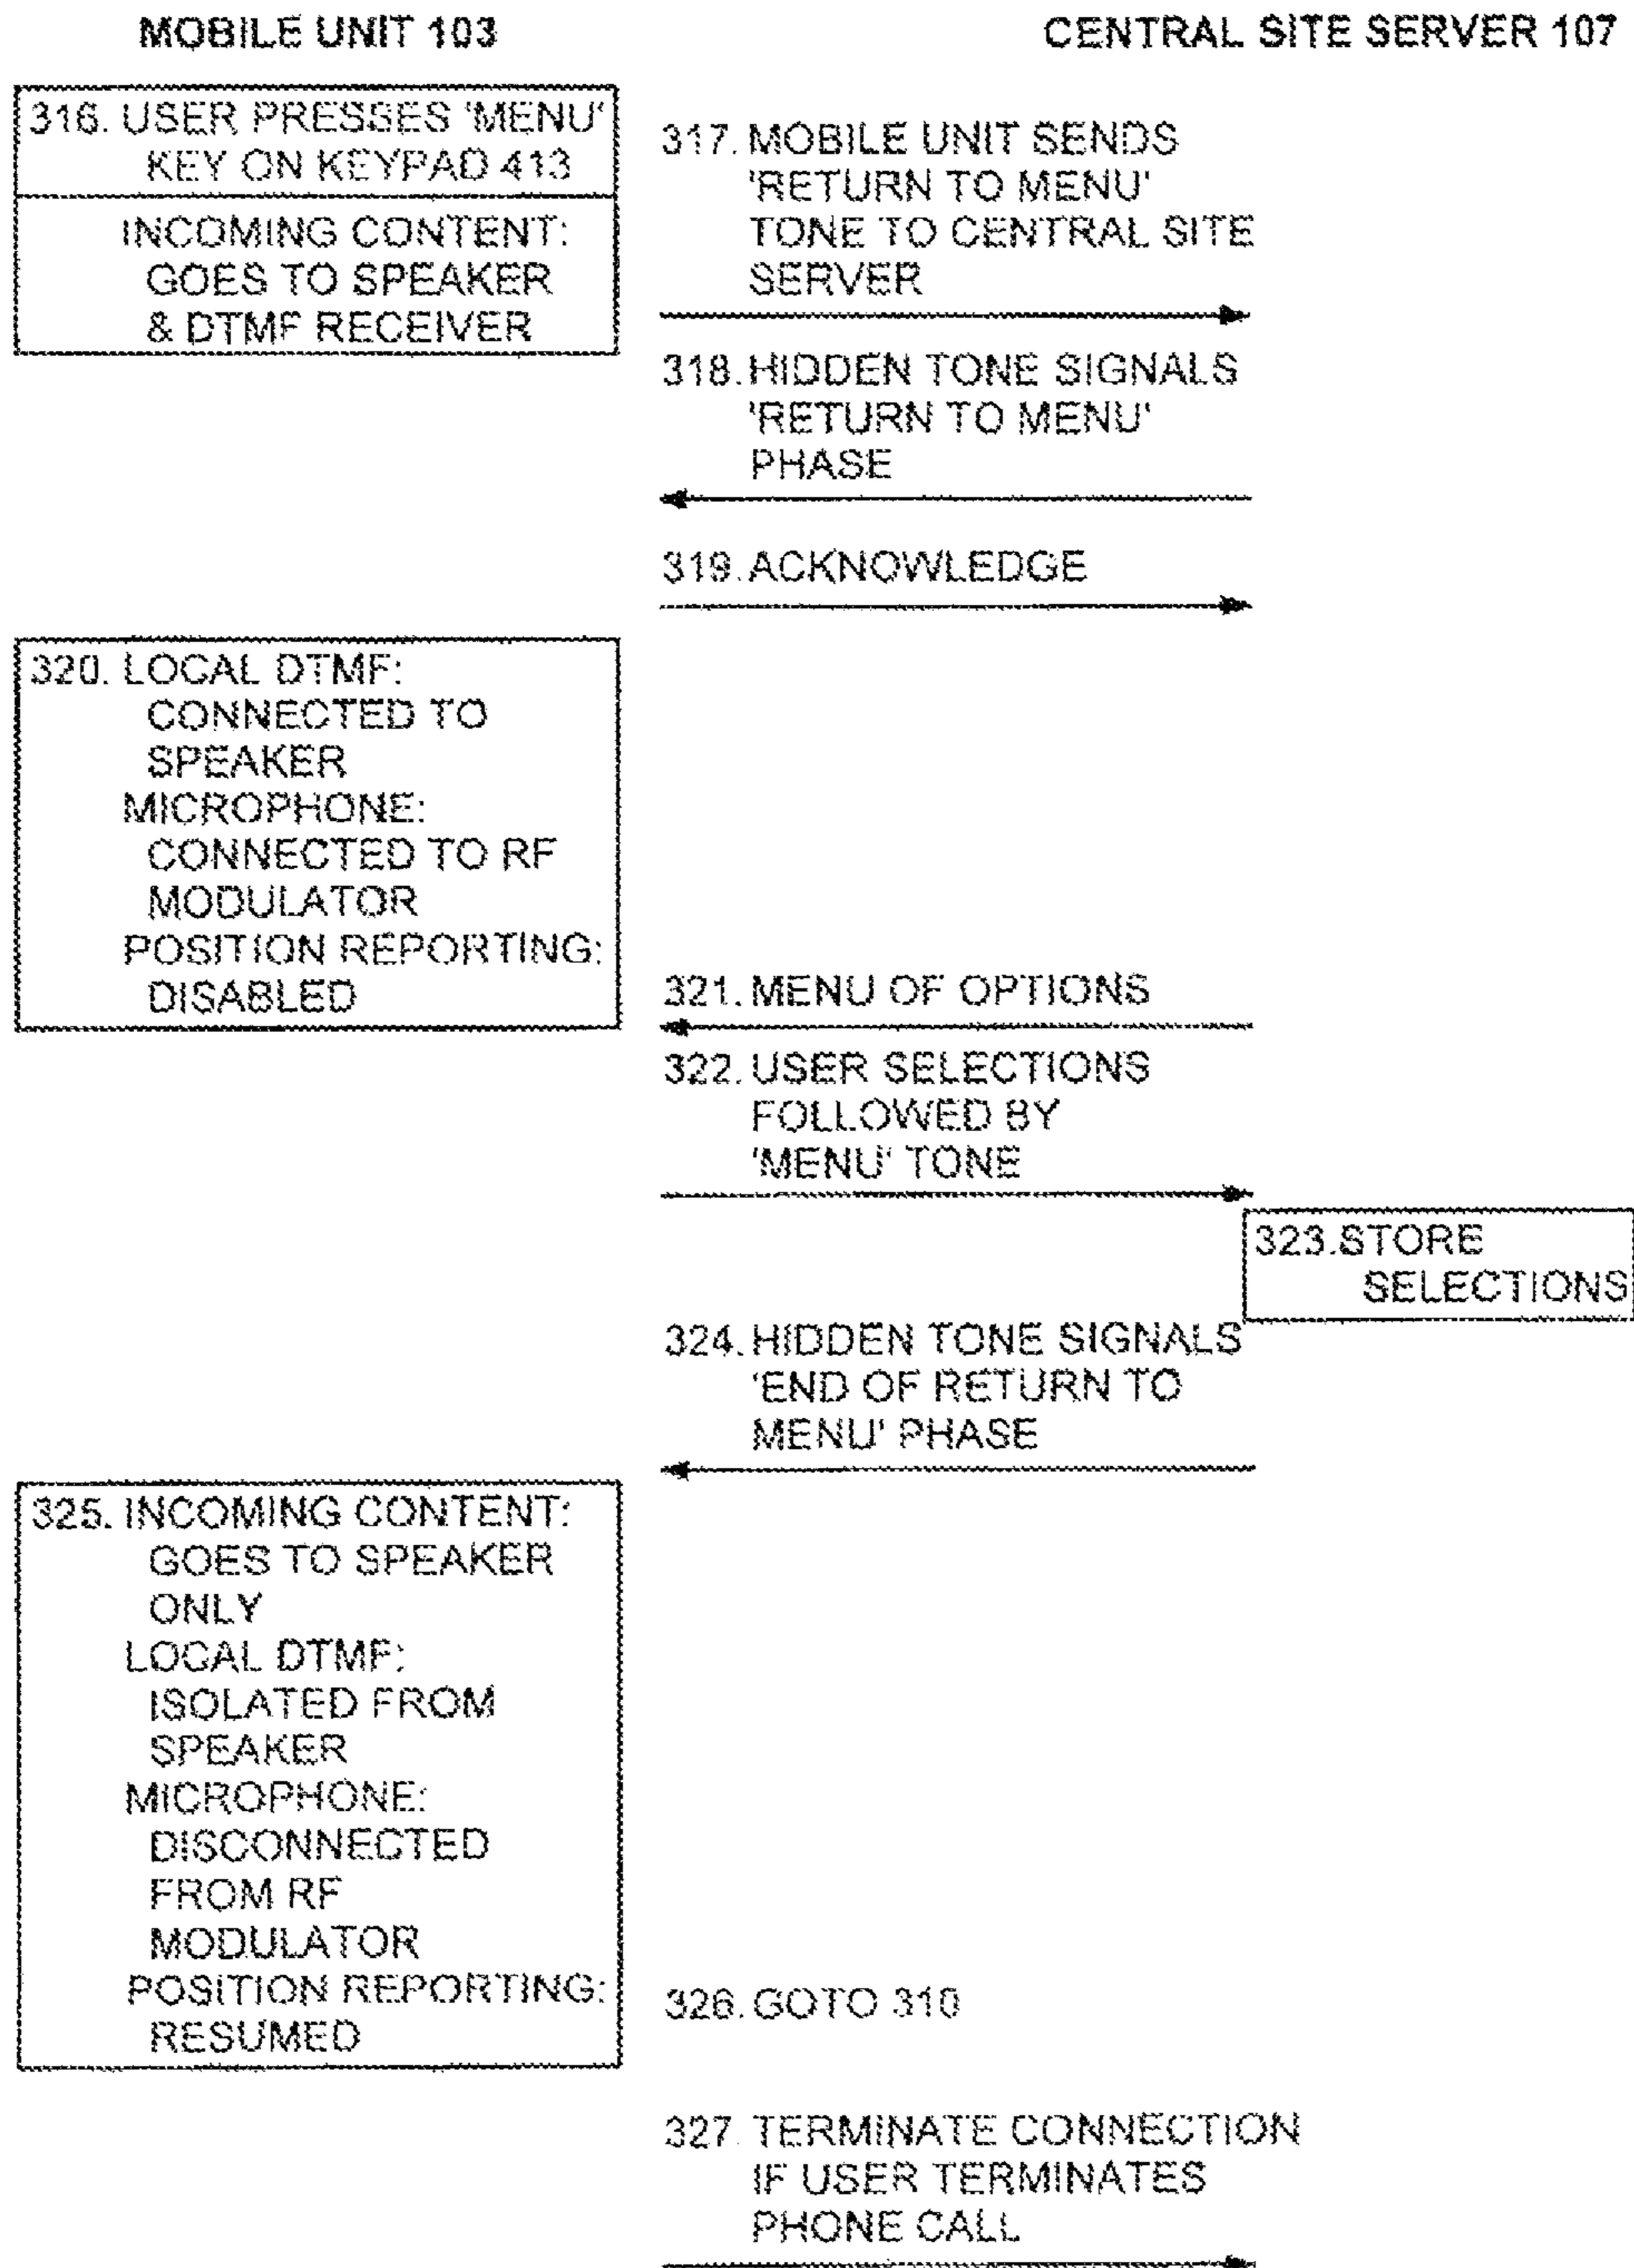 MOBILE UNIT 103
CENTRAL SITE SERVER 107
316. USER PRESSES 'MENU'
KEY ON KEYPAD 413
INCOMING CONTENT:
GOES TO SPEAKER
& DTMF RECEIVER
317. MOBILE UNIT SENDS
'RETURN TO MENU'
TONE TO CENTRAL SITE
SERVER
318. HIDDEN TONE SIGNALS
'RETURN TO MENU'
PHASE
319. ACKNOWLEDGE
320. LOCAL DTMF:
CONNECTED TO
SPEAKER
MICROPHONE:
CONNECTED TO RF
MODULATOR
POSITION REPORTING:
DISABLED
321. MENU OF OPTIONS
322. USER SELECTIONS
FOLLOWED BY
'MENU' TONE
323. STORE
SELECTIONS
324. HIDDEN TONE SIGNALS
'END OF RETURN TO
MENU' PHASE
325. INCOMING CONTENT:
GOES TO SPEAKER
ONLY
LOCAL DTMF:
ISOLATED FROM
SPEAKER
MICROPHONE:
DISCONNECTED
FROM RF
MODULATOR
POSITION REPORTING:
RESUMED
326. GOTO 310
327. TERMINATE CONNECTION
IF USER TERMINATES
PHONE CALL